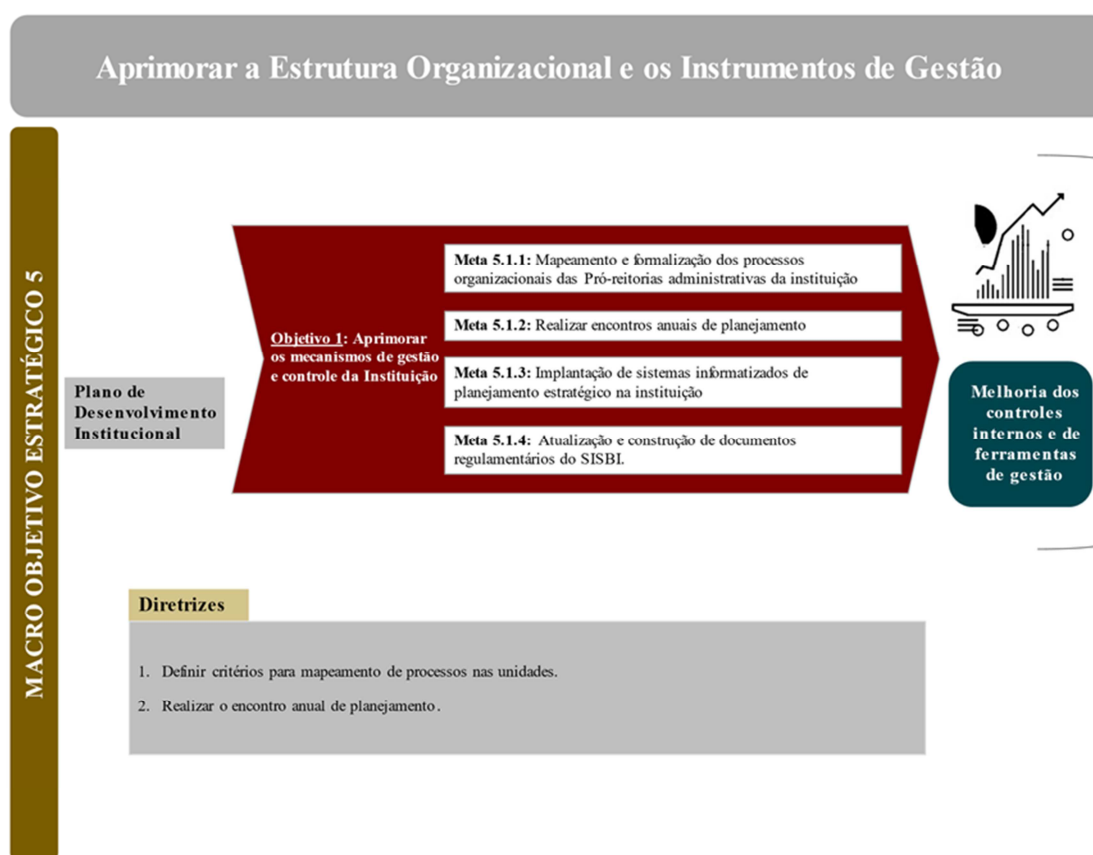 Aprimorar a Estrutura Organizacional e os Instrumentos de Gestão
MACRO OBJETIVO ESTRATÉGICO 5
Plano de
Desenvolvimento
Institucional
Objetivo 1: Aprimorar
os mecanismos de gestão
e controle da Instituição
Meta 5.1.1: Mapeamento e formalização dos processos
organizacionais das Pró-reitorias administrativas da instituição
Meta 5.1.2: Realizar encontros anuais de planejamento
Meta 5.1.3: Implantação de sistemas informatizados de
planejamento estratégico na instituição
Meta 5.1.4: Atualização e construção de documentos
regulamentários do SISBI.
Melhoria dos
controles
internos e de
ferramentas
de gestão
Diretrizes
1. Definir critérios para mapeamento de processos nas unidades.
2. Realizar o encontro anual de planejamento.